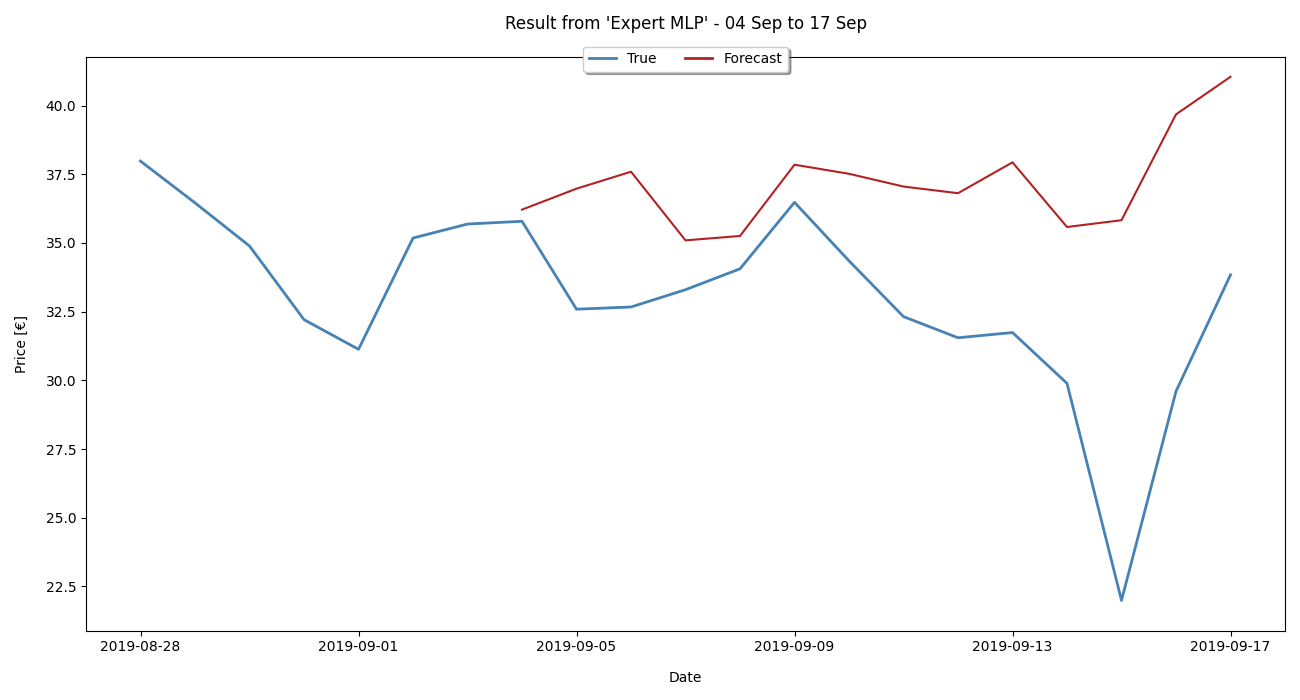 Result from 'Expert MLP' - 04 Sep to 17 Sep
True Forecast
40.0
37.5
35.0
32.5
30.0
27.5
25.0
22.5
Price [€]
2019-08-28 2019-09-01 2019-09-05 2019-09-09 2019-09-13 2019-09-17
Date